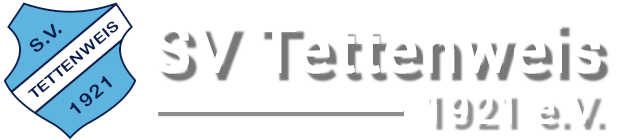 S.V.
TETTENWEIS
1921
SV Tettenweis
1921 e.V.